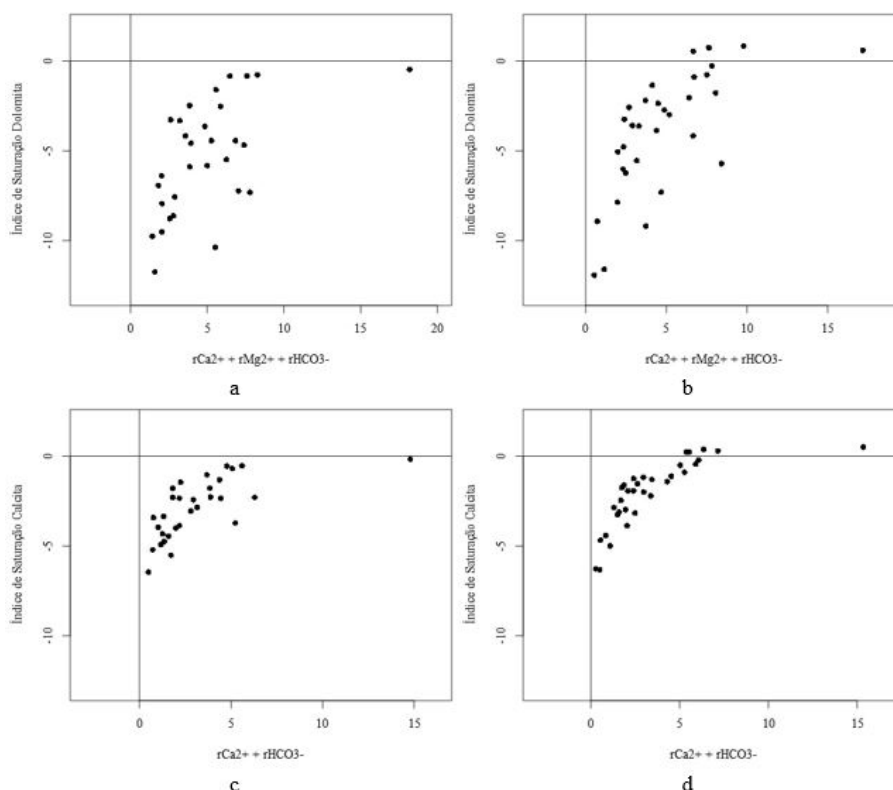 0
-5
-10
Índice de Saturação Dolomita
0
5
10
15
20
rCa2+ + rMg2+ + rHCO3-
a
0
-5
-10
Índice de Saturação Dolomita
0
5
10
15
rCa2+ + rMg2+ + rHCO3-
b
0
-5
-10
Índice de Saturação Calcita
0
5
10
15
rCa2+ + rHCO3-
c
0
-5
-10
Índice de Saturação Calcita
0
5
10
15
rCa2+ + rHCO3-
d